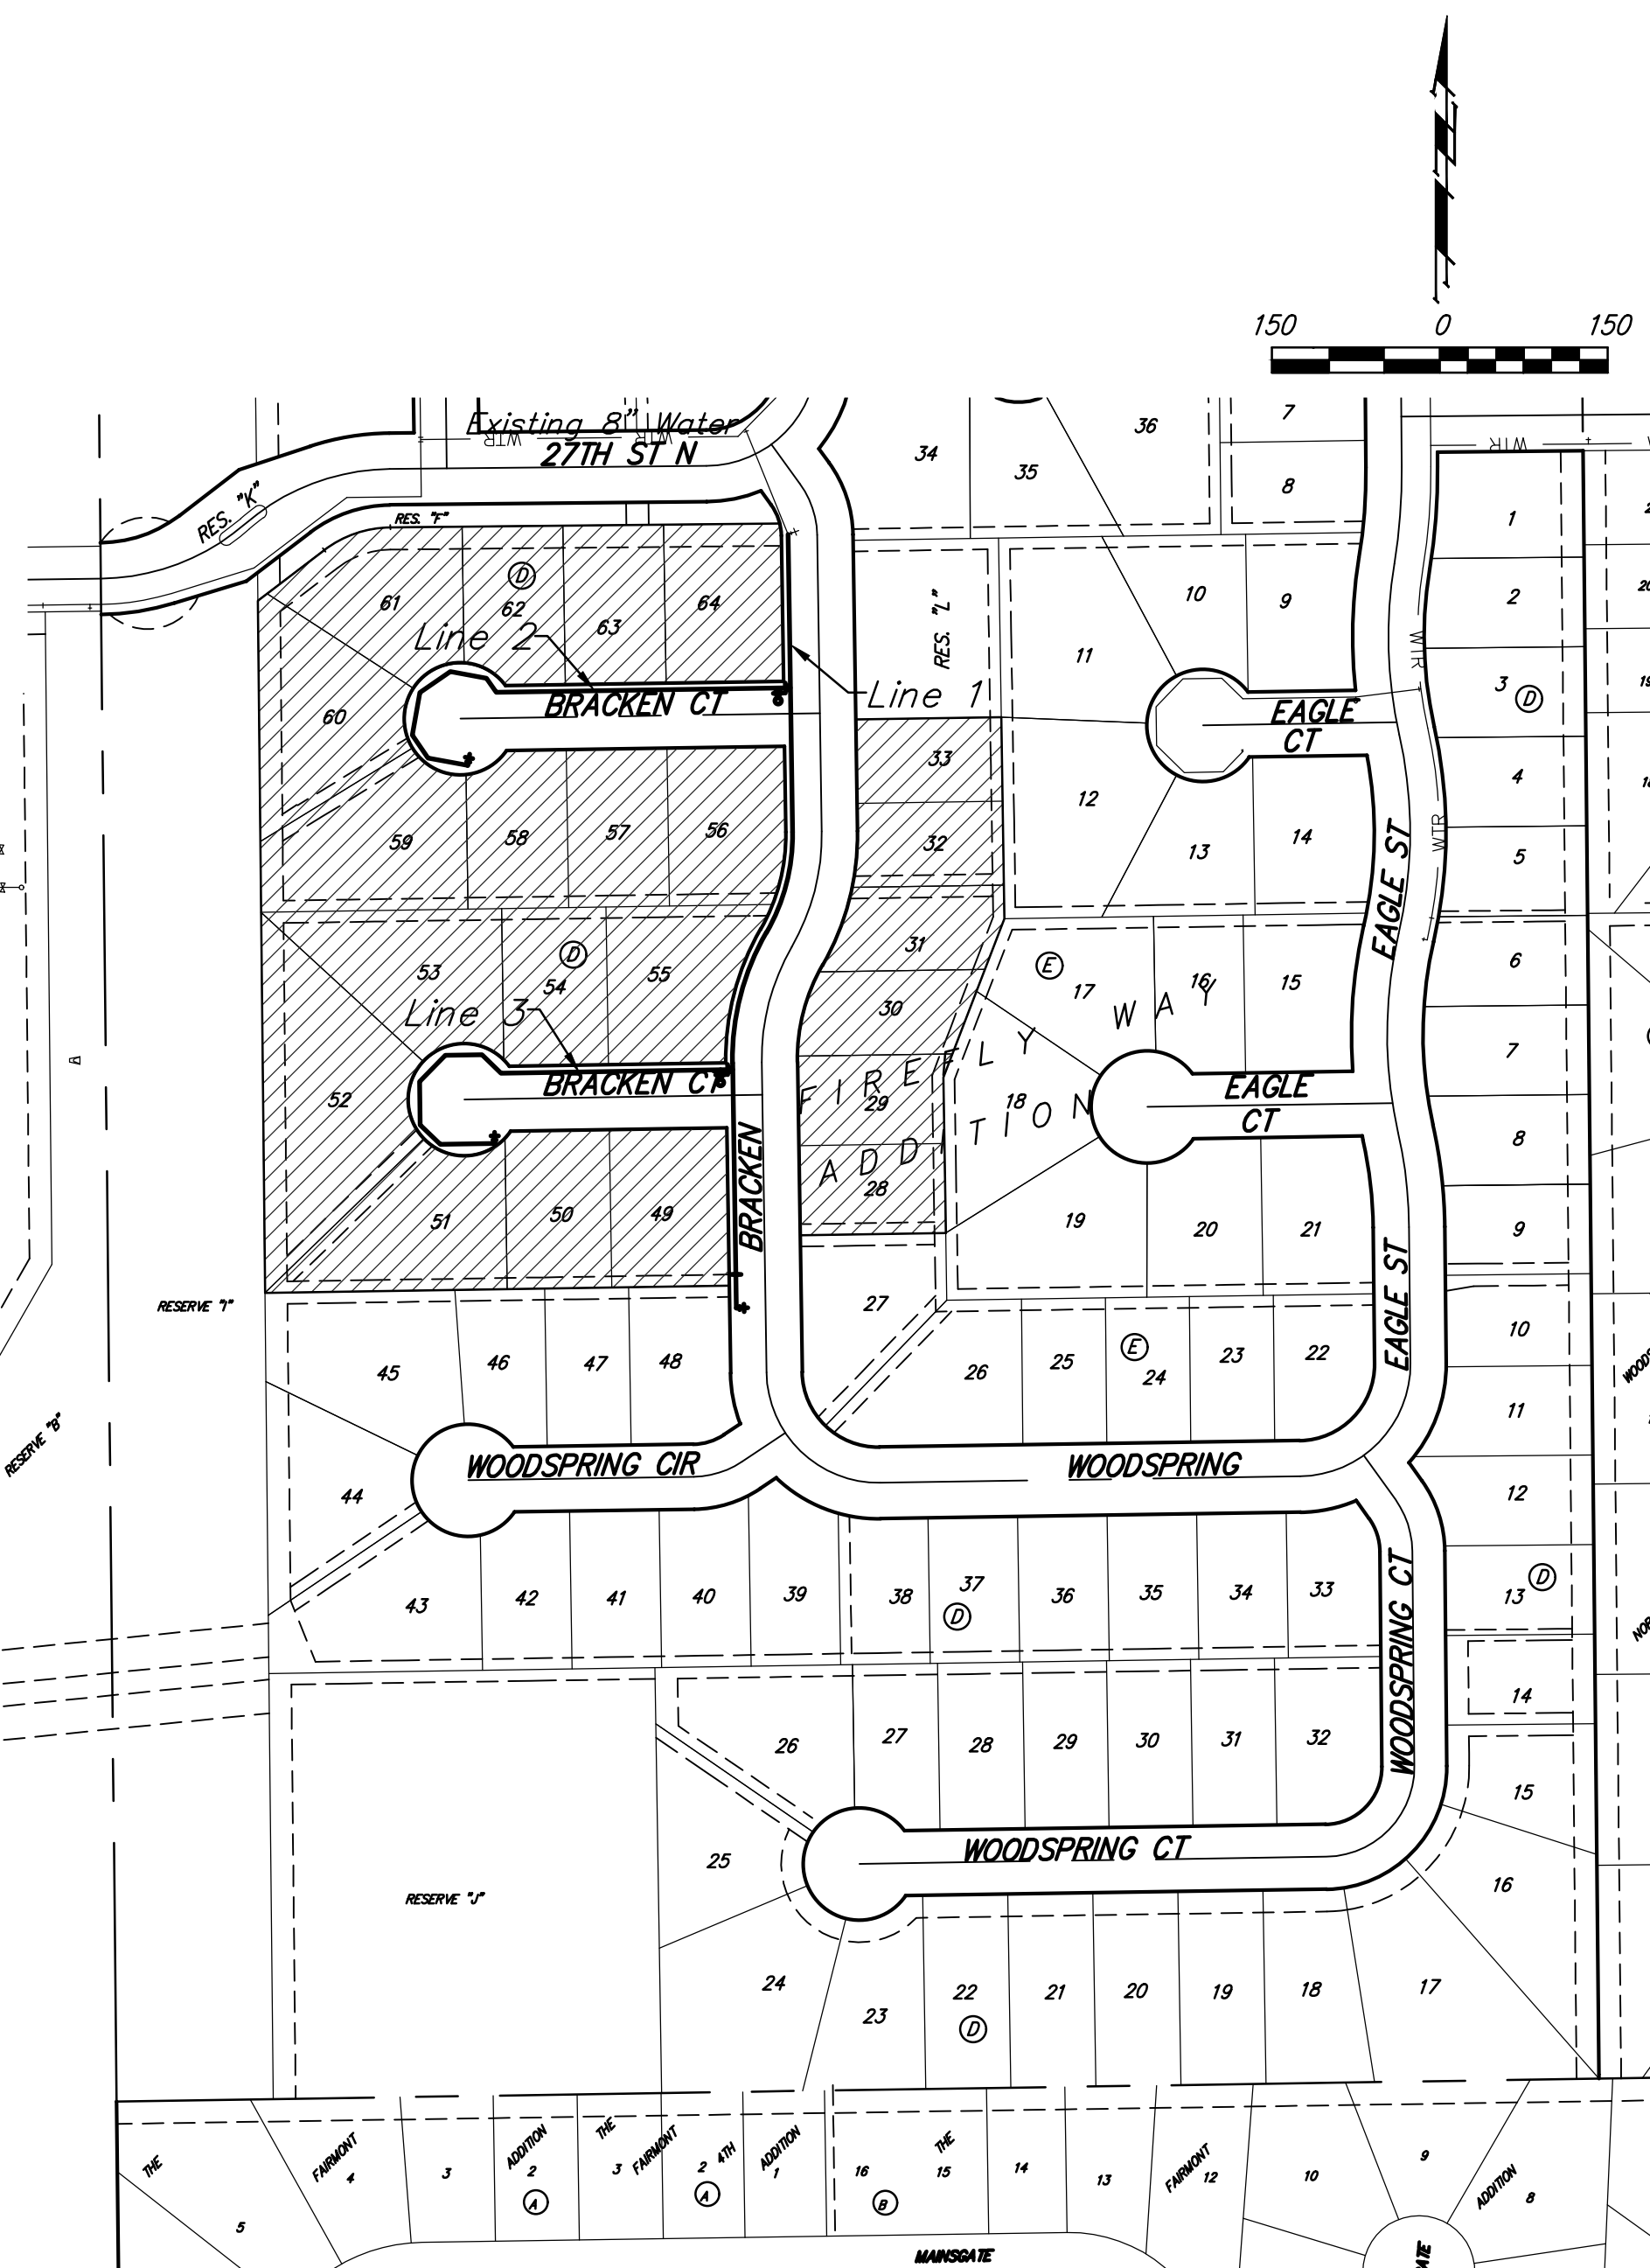 150 0 150
Existing 8" Water
WTR WTR
27TH ST N
RES. "K"
RES. "F"
34 35 36 7
8
WTR
61 62 63 64
D
Line 2
Line 1
RES. "L"
10 9
11
1
2
3 D
WTR
60
BRACKEN CT
EAGLE
CT
33
12
4
59 58 57 56
32
13 14
EAGLE ST
WTR
5
53 54 55
D
31
E
17 16 15
6
Line 3
30
FIREFLY WAY
ADDITION
7
52
BRACKEN CT
29
18
EAGLE
CT
8
BRACKEN
51 50 49
28
19 20 21
EAGLE ST
9
RESERVE "I"
27
45 46 47 48
26 25 24 23 22
E
10
11
RESERVE "B"
WOODSPRING CIR
WOODSPRING
44
12
43 42 41 40 39 38 37 36 35 34 33
D
13 D
WOODSPRING CT
26 27 28 29 30 31 32
14
15
25
WOODSPRING CT
16
RESERVE "J"
24 23 22 21 20 19 18 17
D
THE FAIRMONT ADDITION
THE FAIRMONT 4TH ADDITION
THE FAIRMONT ADDITION
5 4 3 2 3 2 1 16 15 14 13 12 10 9 8
A A B
MAINSGATE